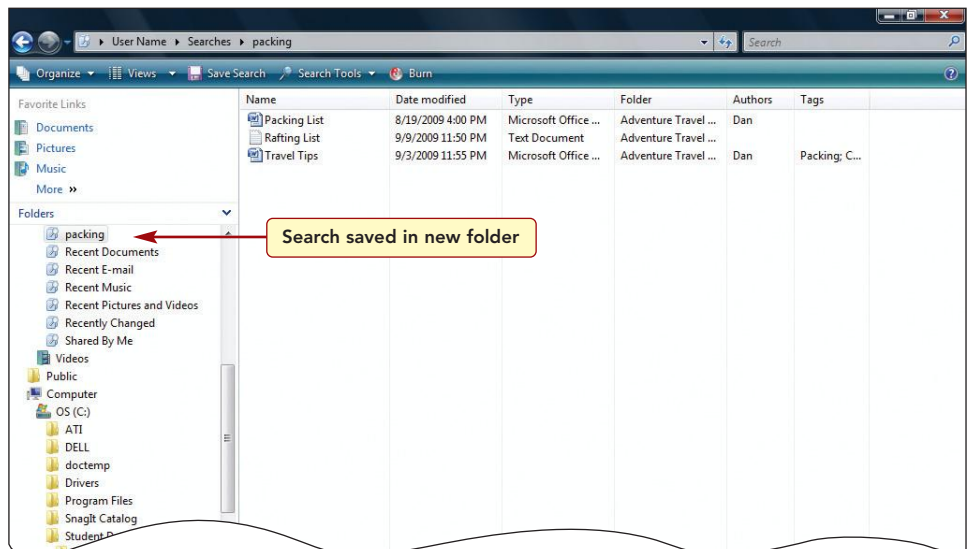 User Name ▸ Searches ▸ packing
Search
Organize Views Save Search Search Tools Burn
Favorite Links
Documents
Pictures
Music
More »
Folders
packing
Recent Documents
Recent E-mail
Recent Music
Recent Pictures and Videos
Recently Changed
Shared By Me
Videos
Public
Computer
OS (C:)
ATI
DELL
doctemp
Drivers
Program Files
SnagIt Catalog
Student
Name Date modified Type Folder Authors Tags
Packing List 8/19/2009 4:00 PM Microsoft Office ... Adventure Travel ... Dan
Rafting List 9/9/2009 11:50 PM Text Document Adventure Travel ...
Travel Tips 9/3/2009 11:55 PM Microsoft Office ... Adventure Travel ... Dan Packing; C...
Search saved in new folder